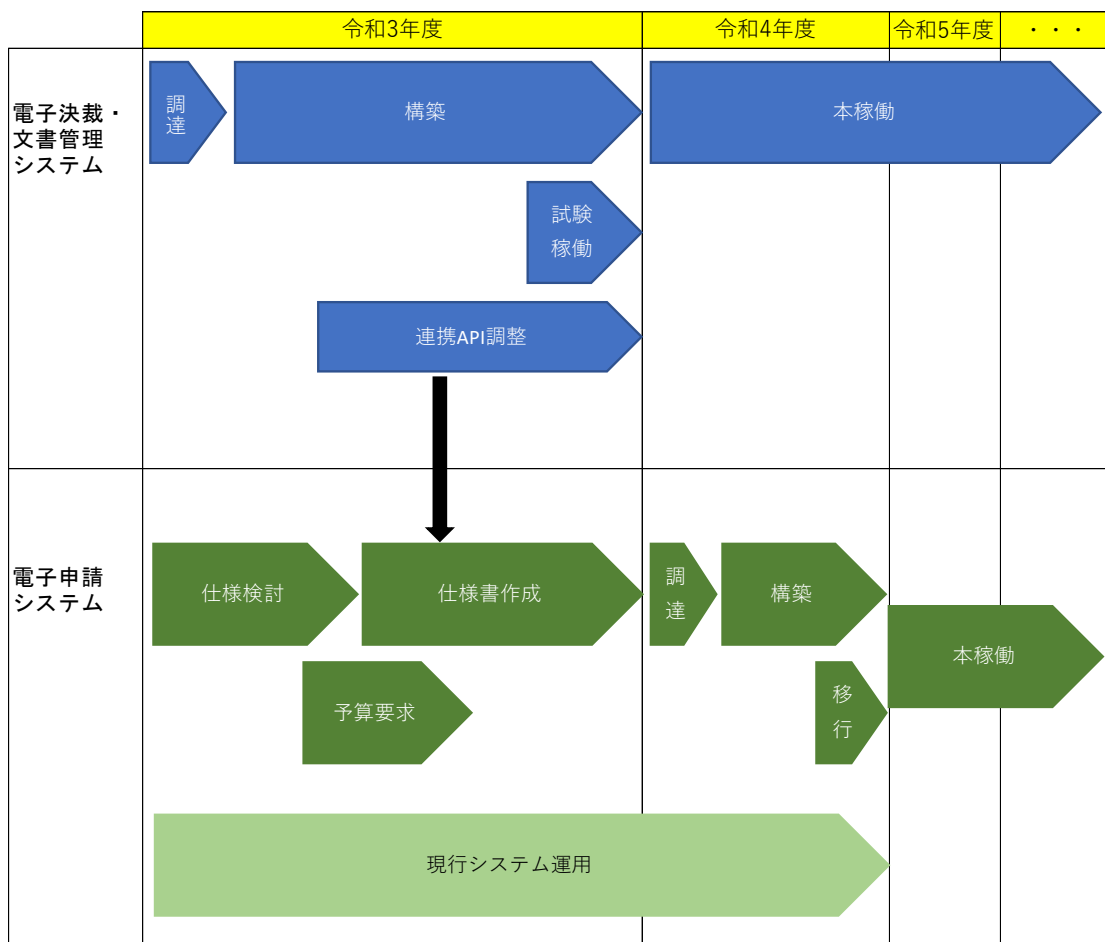 令和3年度
令和4年度
令和5年度
・・・
電子決裁・
文書管理
システム
調
達
構築
本稼働
試験
稼働
連携API調整
電子申請
システム
仕様検討
仕様書作成
調
達
構築
本稼働
予算要求
移
行
現行システム運用